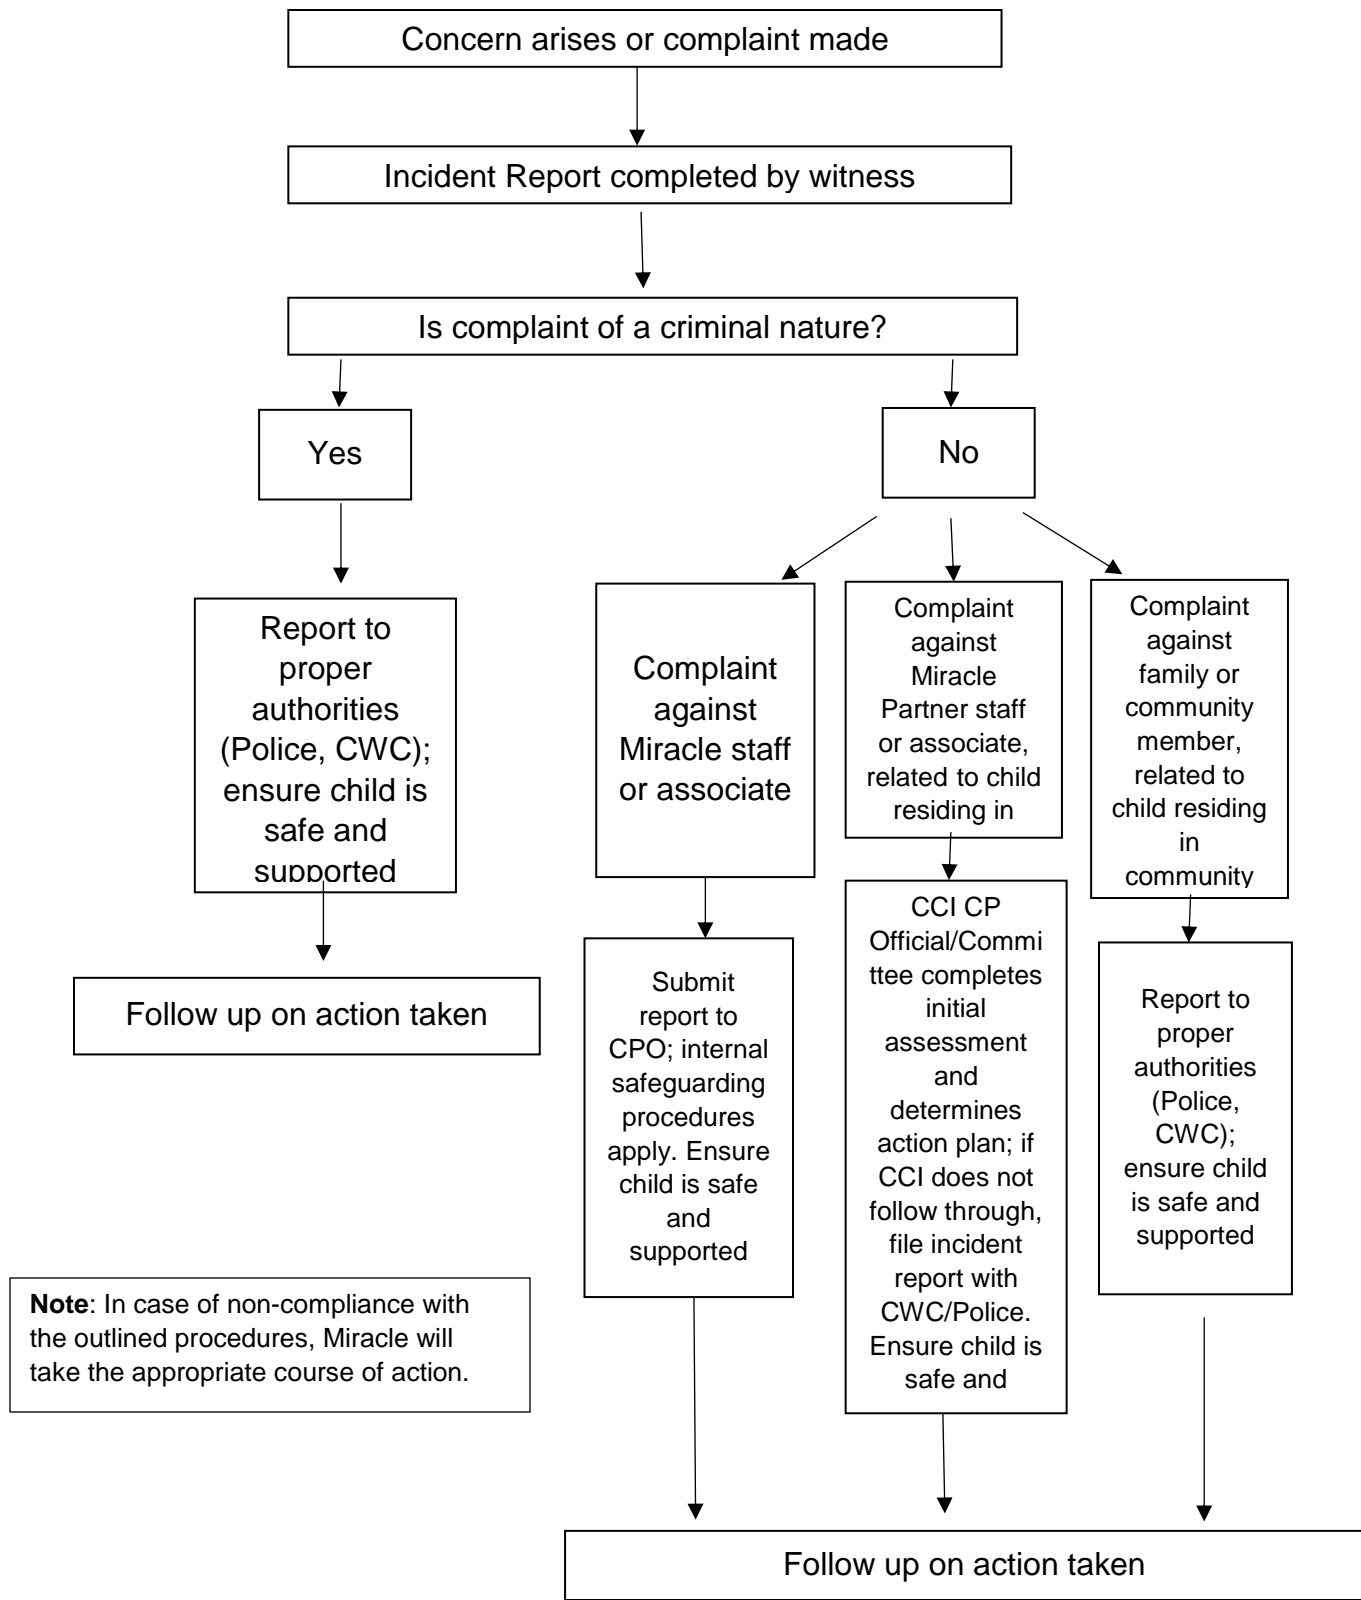 Concern arises or complaint made
Incident Report completed by witness
Is complaint of a criminal nature?
Yes
No
Report to
proper
authorities
(Police, CWC);
ensure child is
safe and
supported
Follow up on action taken
Complaint
against
Miracle staff
or associate
Submit
report to
CPO; internal
safeguarding
procedures
apply. Ensure
child is safe
and
supported
Complaint
against
Miracle
Partner staff
or associate,
related to child
residing in
CCI CP
Official/Commi
ttee completes
initial
assessment
and
determines
action plan; if
CCI does not
follow through,
file incident
report with
CWC/Police.
Ensure child is
safe and
Complaint
against
family or
community
member,
related to
child residing
in
community
Report to
proper
authorities
(Police,
CWC);
ensure child
is safe and
supported
Note: In case of non-compliance with
the outlined procedures, Miracle will
take the appropriate course of action.
Follow up on action taken